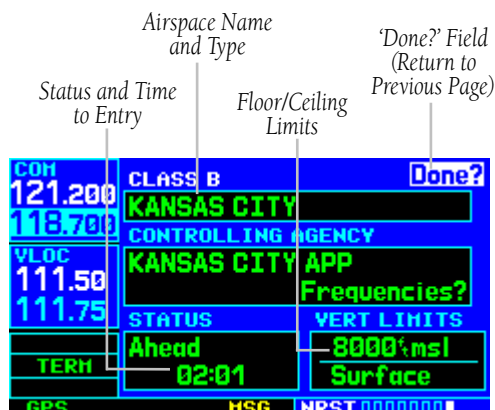 Airspace Name
and Type
'Done?' Field
(Return to
Previous Page)
Status and Time
to Entry
Floor/Ceiling
Limits
COM
121.200
118.700
VLOC
111.50
111.75
TERM
GPS
CLASS B
Done?
KANSAS CITY
CONTROLLING AGENCY
KANSAS CITY APP
Frequencies?
STATUS
Ahead
02:01
VERT LIMITS
8000ft msl
Surface
MSG
NRST